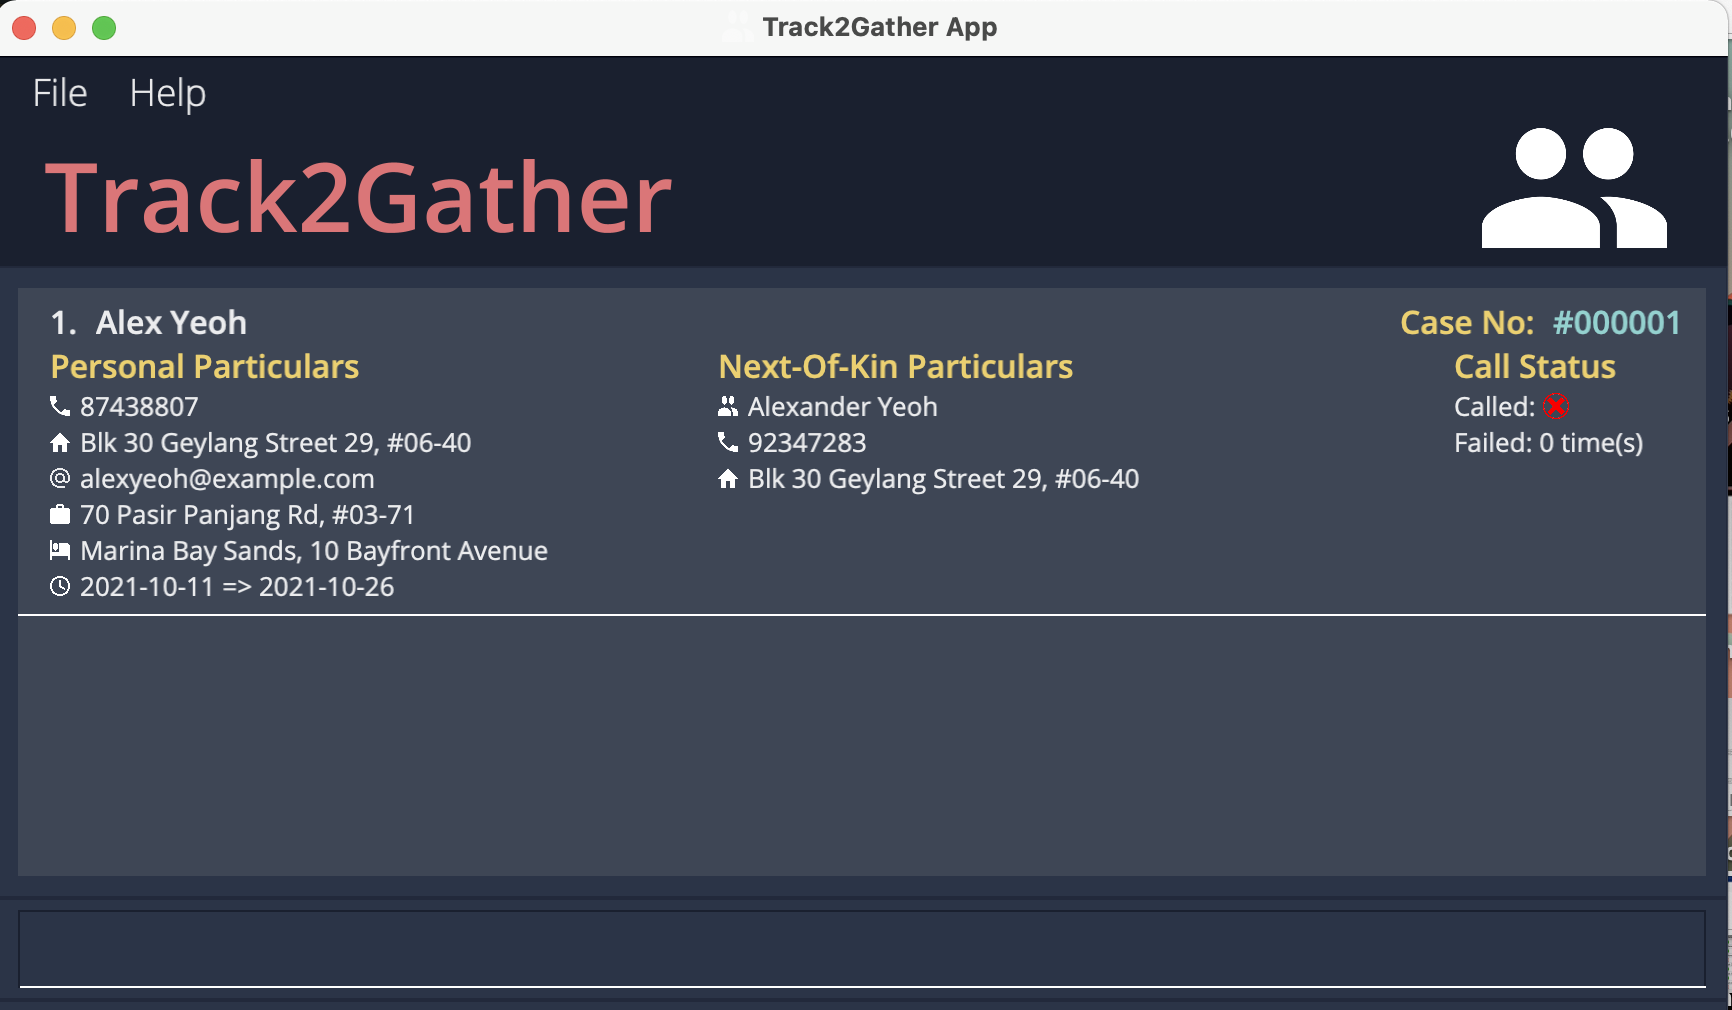 Track2Gather App
File Help
Track2Gather
1. Alex Yeoh
Case No: #000001
Personal Particulars
87438807
Blk 30 Geylang Street 29, #06-40
alexyeoh@example.com
70 Pasir Panjang Rd, #03-71
Marina Bay Sands, 10 Bayfront Avenue
2021-10-11 => 2021-10-26
Next-Of-Kin Particulars
Alexander Yeoh
92347283
Blk 30 Geylang Street 29, #06-40
Call Status
Called:
Failed: 0 time(s)